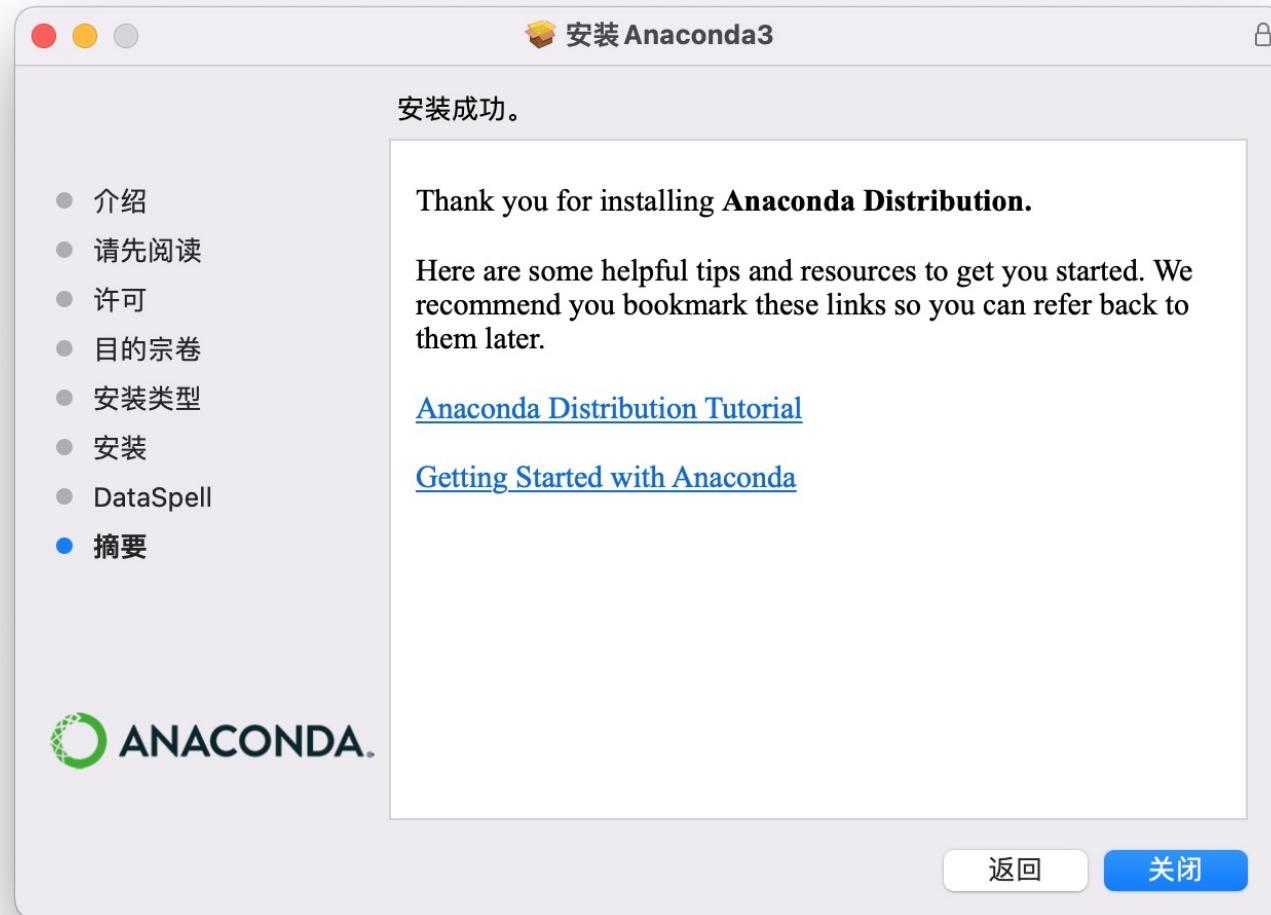 安装 Anaconda3
安装成功。
介绍
请先阅读
许可
目的宗卷
安装类型
安装
DataSpell
摘要
Thank you for installing Anaconda Distribution.
Here are some helpful tips and resources to get you started. We
recommend you bookmark these links so you can refer back to
them later.
Anaconda Distribution Tutorial
Getting Started with Anaconda
ANACONDA.
返回
关闭